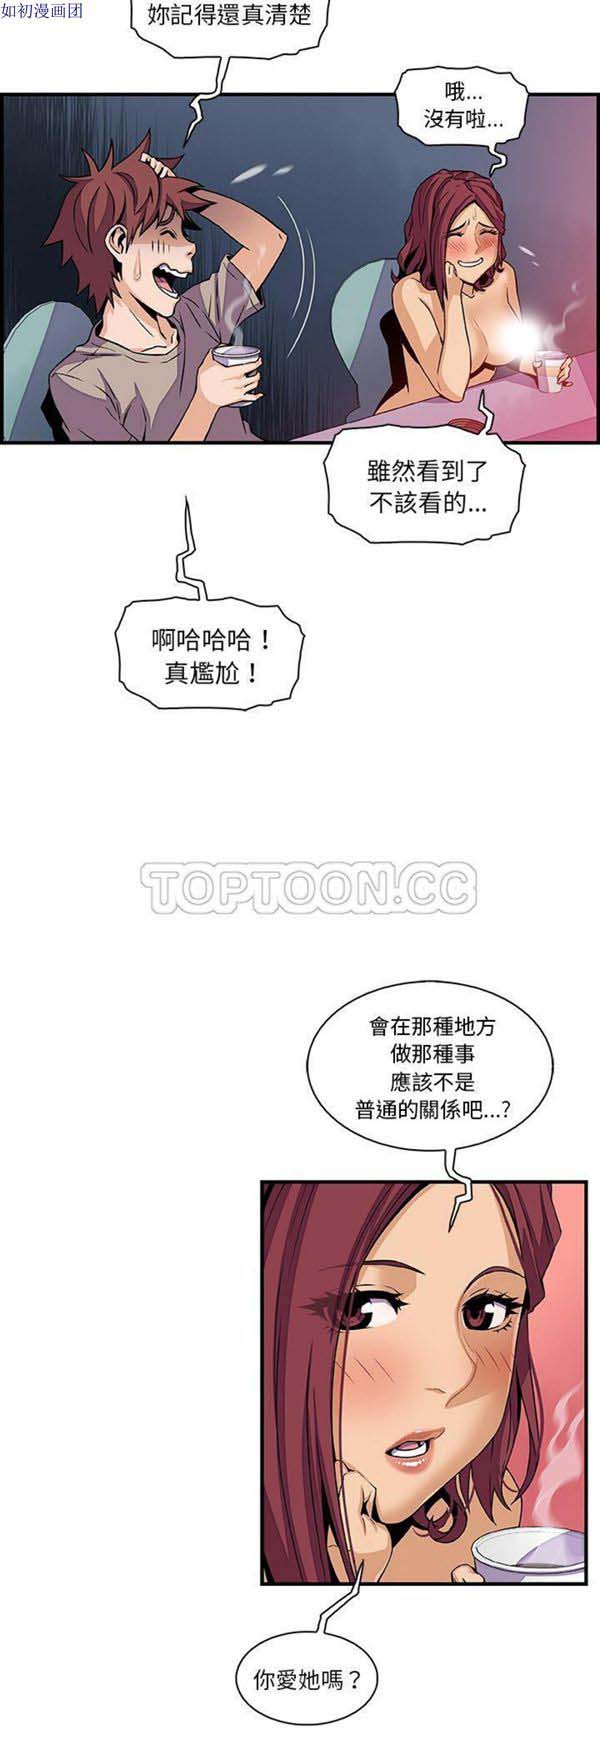 如初漫画团
妳記得還真清楚
哦...
沒有啦...
雖然看到了
不該看的...
啊哈哈哈！
真尷尬！
TOPTOON.CC
會在那種地方
做那種事
應該不是
普通的關係吧...?
你愛她嗎？